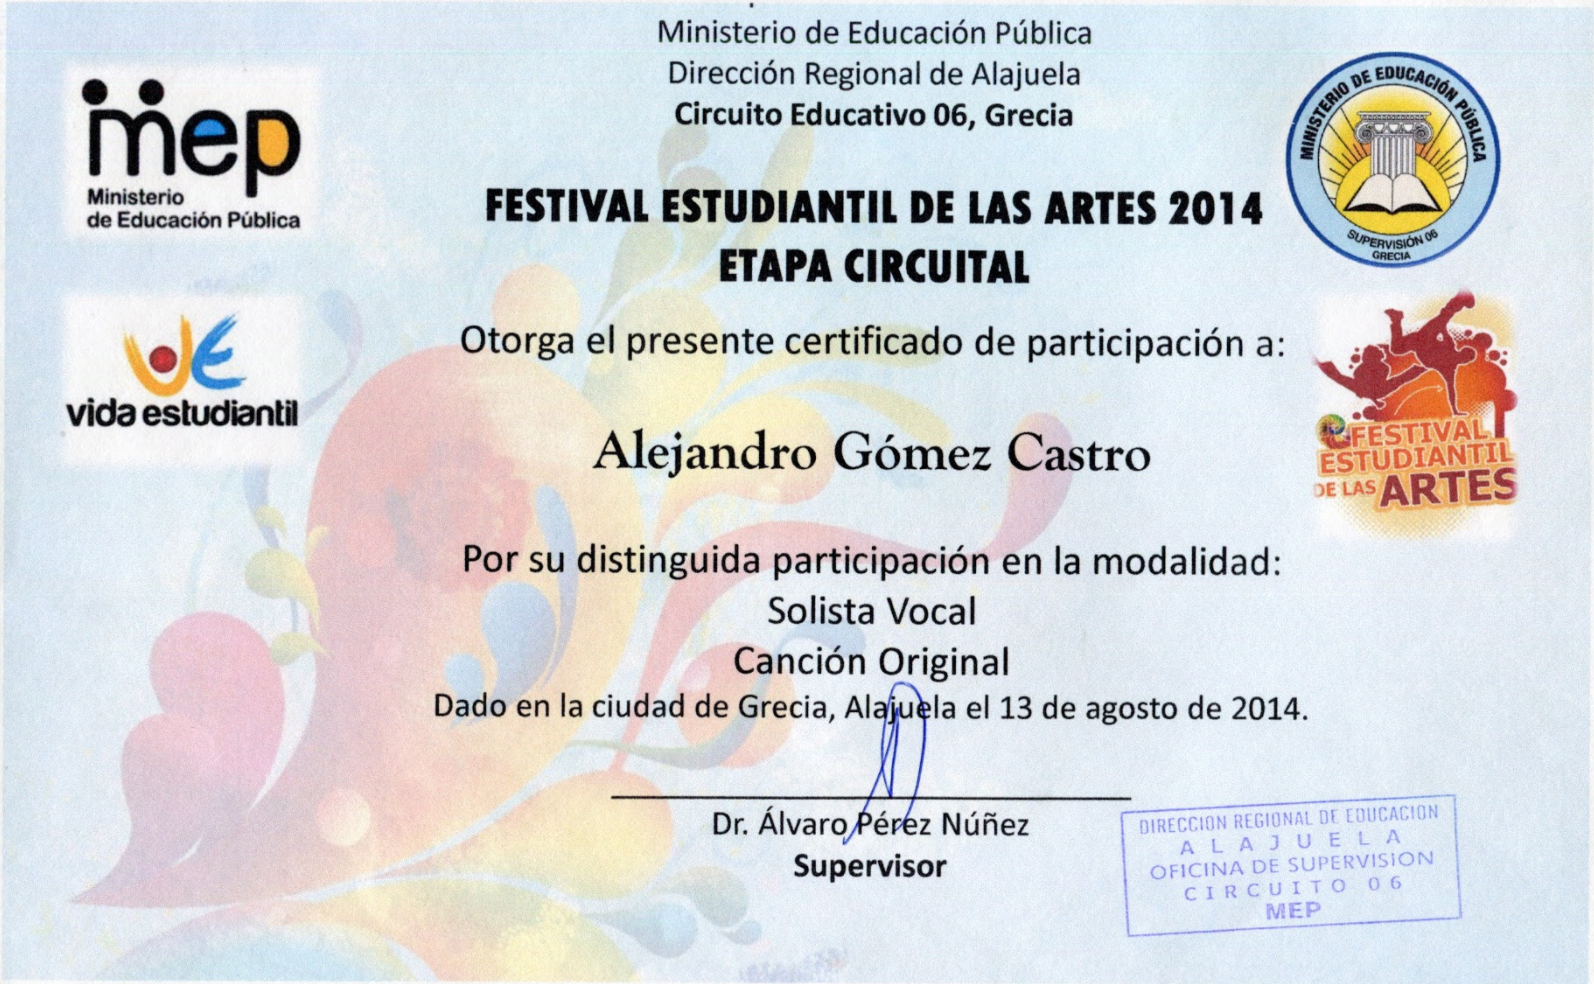 Ministerio de Educación Pública
Dirección Regional de Alajuela
Circuito Educativo 06, Grecia
mep
Ministerio
de Educación Pública
MINISTERIO DE EDUCACIÓN PÚBLICA
SUPERVISIÓN 06
GRECIA
FESTIVAL ESTUDIANTIL DE LAS ARTES 2014
ETAPA CIRCUITAL
vida estudiantil
Otorga el presente certificado de participación a:
FESTIVAL
ESTUDIANTIL
DE LAS ARTES
Alejandro Gómez Castro
Por su distinguida participación en la modalidad:
Solista Vocal
Canción Original
Dado en la ciudad de Grecia, Alajuela el 13 de agosto de 2014.
Dr. Álvaro Pérez Núñez
Supervisor
DIRECCION REGIONAL DE EDUCACION
ALAJUELA
OFICINA DE SUPERVISION
CIRCUITO 06
MEP